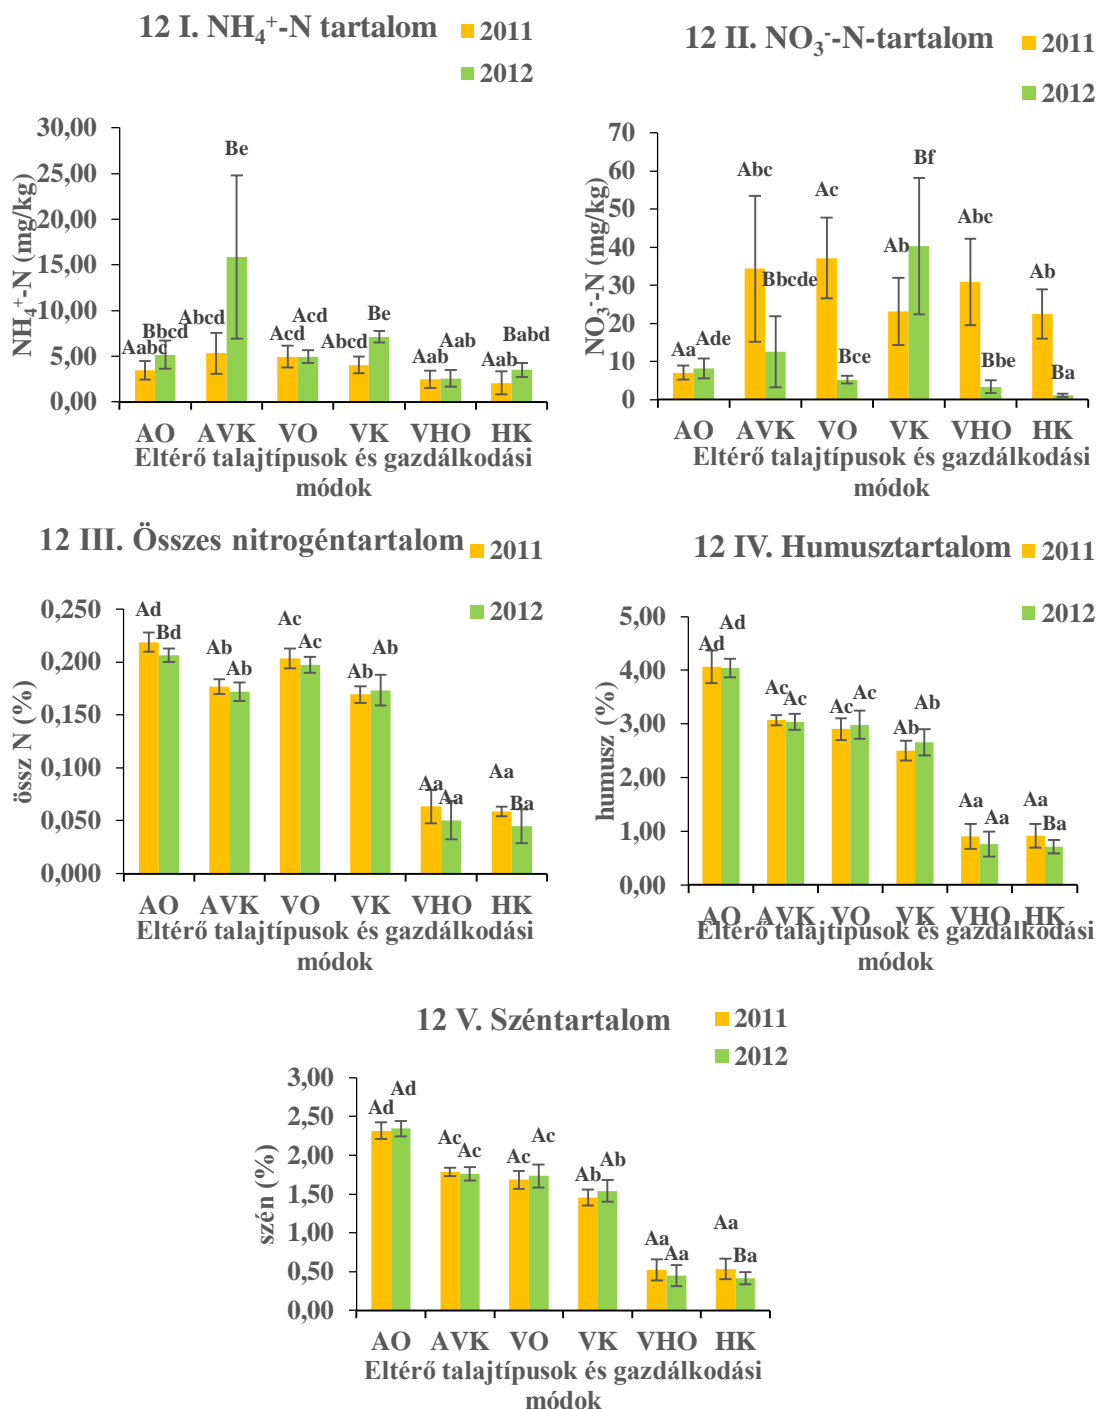 12 I. NH₄⁺-N tartalom
2011
2012
30,00
25,00
20,00
15,00
10,00
5,00
0,00
NH₄⁺-N (mg/kg)
Aabc
Bbcd
Abcd
Be
Acd
Acd
Abcd
Be
Aab
Aab
Aab
Babd
AO AVK VO VK VHO HK
Eltérő talajtípusok és gazdálkodási
módok
12 II. NO₃⁻-N-tartalom
2011
2012
70
60
50
40
30
20
10
0
NO₃⁻-N (mg/kg)
Aa
Ade
Abc
Bbcde
Ac
Bce
Ab
Bf
Abc
Bbe
Ab
Ba
AO AVK VO VK VHO HK
Eltérő talajtípusok és gazdálkodási
módok
12 III. Összes nitrogéntartalom
2011
2012
0,250
0,200
0,150
0,100
0,050
0,000
össz N (%)
Ad
Bd
Ab
Ab
Ac
Ac
Ab
Ab
Aa
Aa
Aa
Ba
AO AVK VO VK VHO HK
Eltérő talajtípusok és gazdálkodási
módok
12 IV. Humusztartalom
2011
2012
5,00
4,00
3,00
2,00
1,00
0,00
humusz (%)
Ad
Ad
Ac
Ac
Ac
Ac
Ab
Ab
Aa
Aa
Aa
Ba
AO AVK VO VK VHO HK
Eltérő talajtípusok és gazdálkodási
módok
12 V. Széntartalom
2011
2012
3,00
2,50
2,00
1,50
1,00
0,50
0,00
szén (%)
Ad
Ad
Ac
Ac
Ac
Ac
Ab
Ab
Aa
Aa
Aa
Ba
AO AVK VO VK VHO HK
Eltérő talajtípusok és gazdálkodási
módok